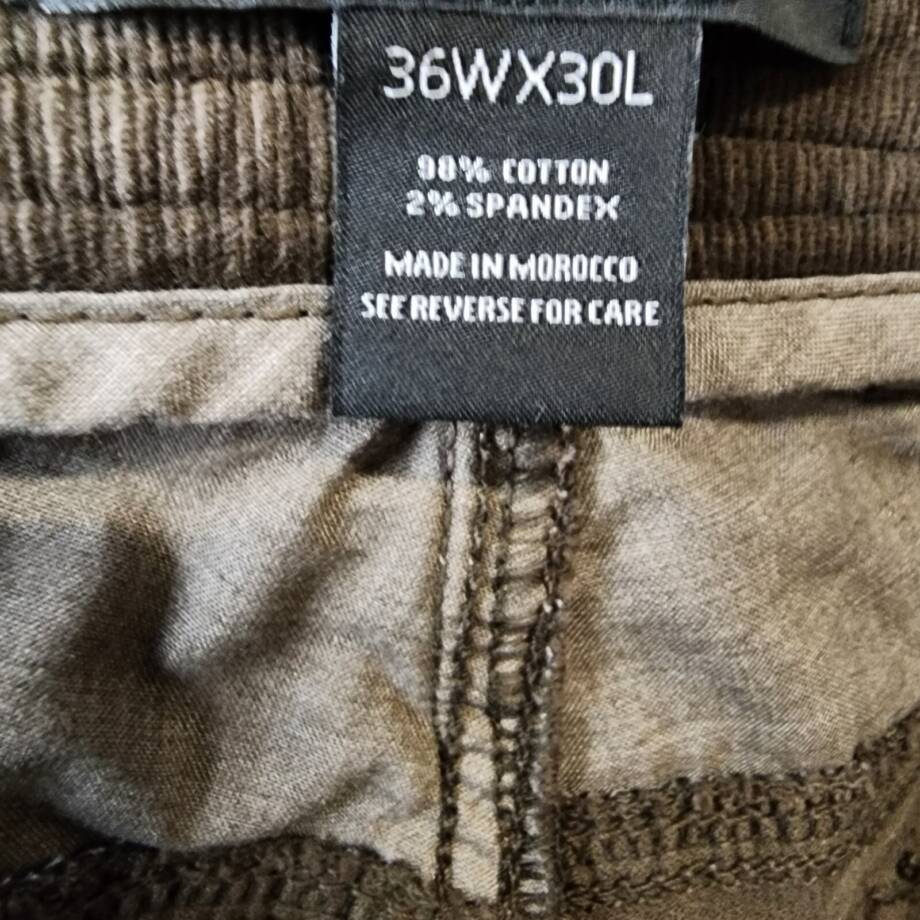 36WX30L
98% COTTON
2% SPANDEX
MADE IN MOROCCO
SEE REVERSE FOR CARE